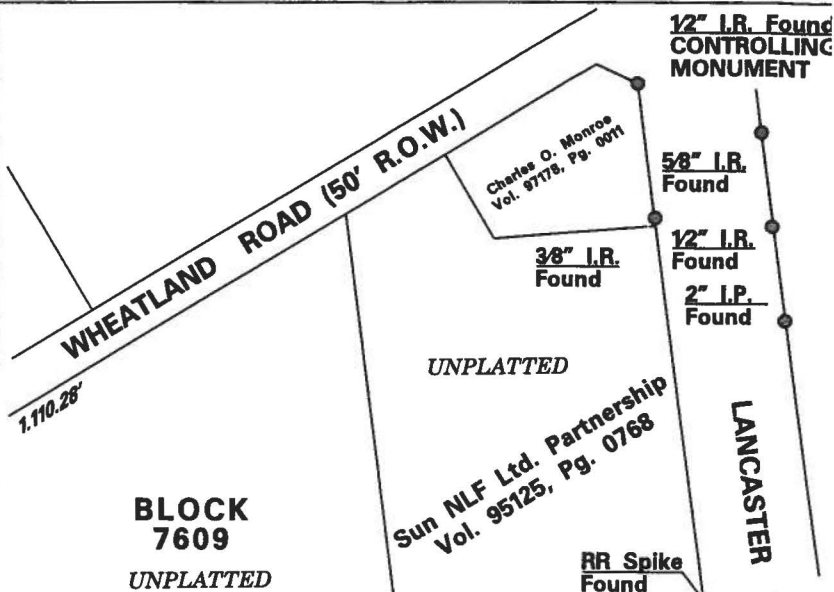 1/2" I.R. Found
CONTROLLING
MONUMENT
WHEATLAND ROAD (50' R.O.W.)
Charles O. Monroe
Vol. 97178, Pg. 0011
5/8" I.R.
Found
3/8" I.R.
Found
1/2" I.R.
Found
2" I.P.
Found
1.110.28'
UNPLATTED
Sun NLF Ltd. Partnership
Vol. 95125, Pg. 0768
LANCASTER
BLOCK
7609
UNPLATTED
RR Spike
Found